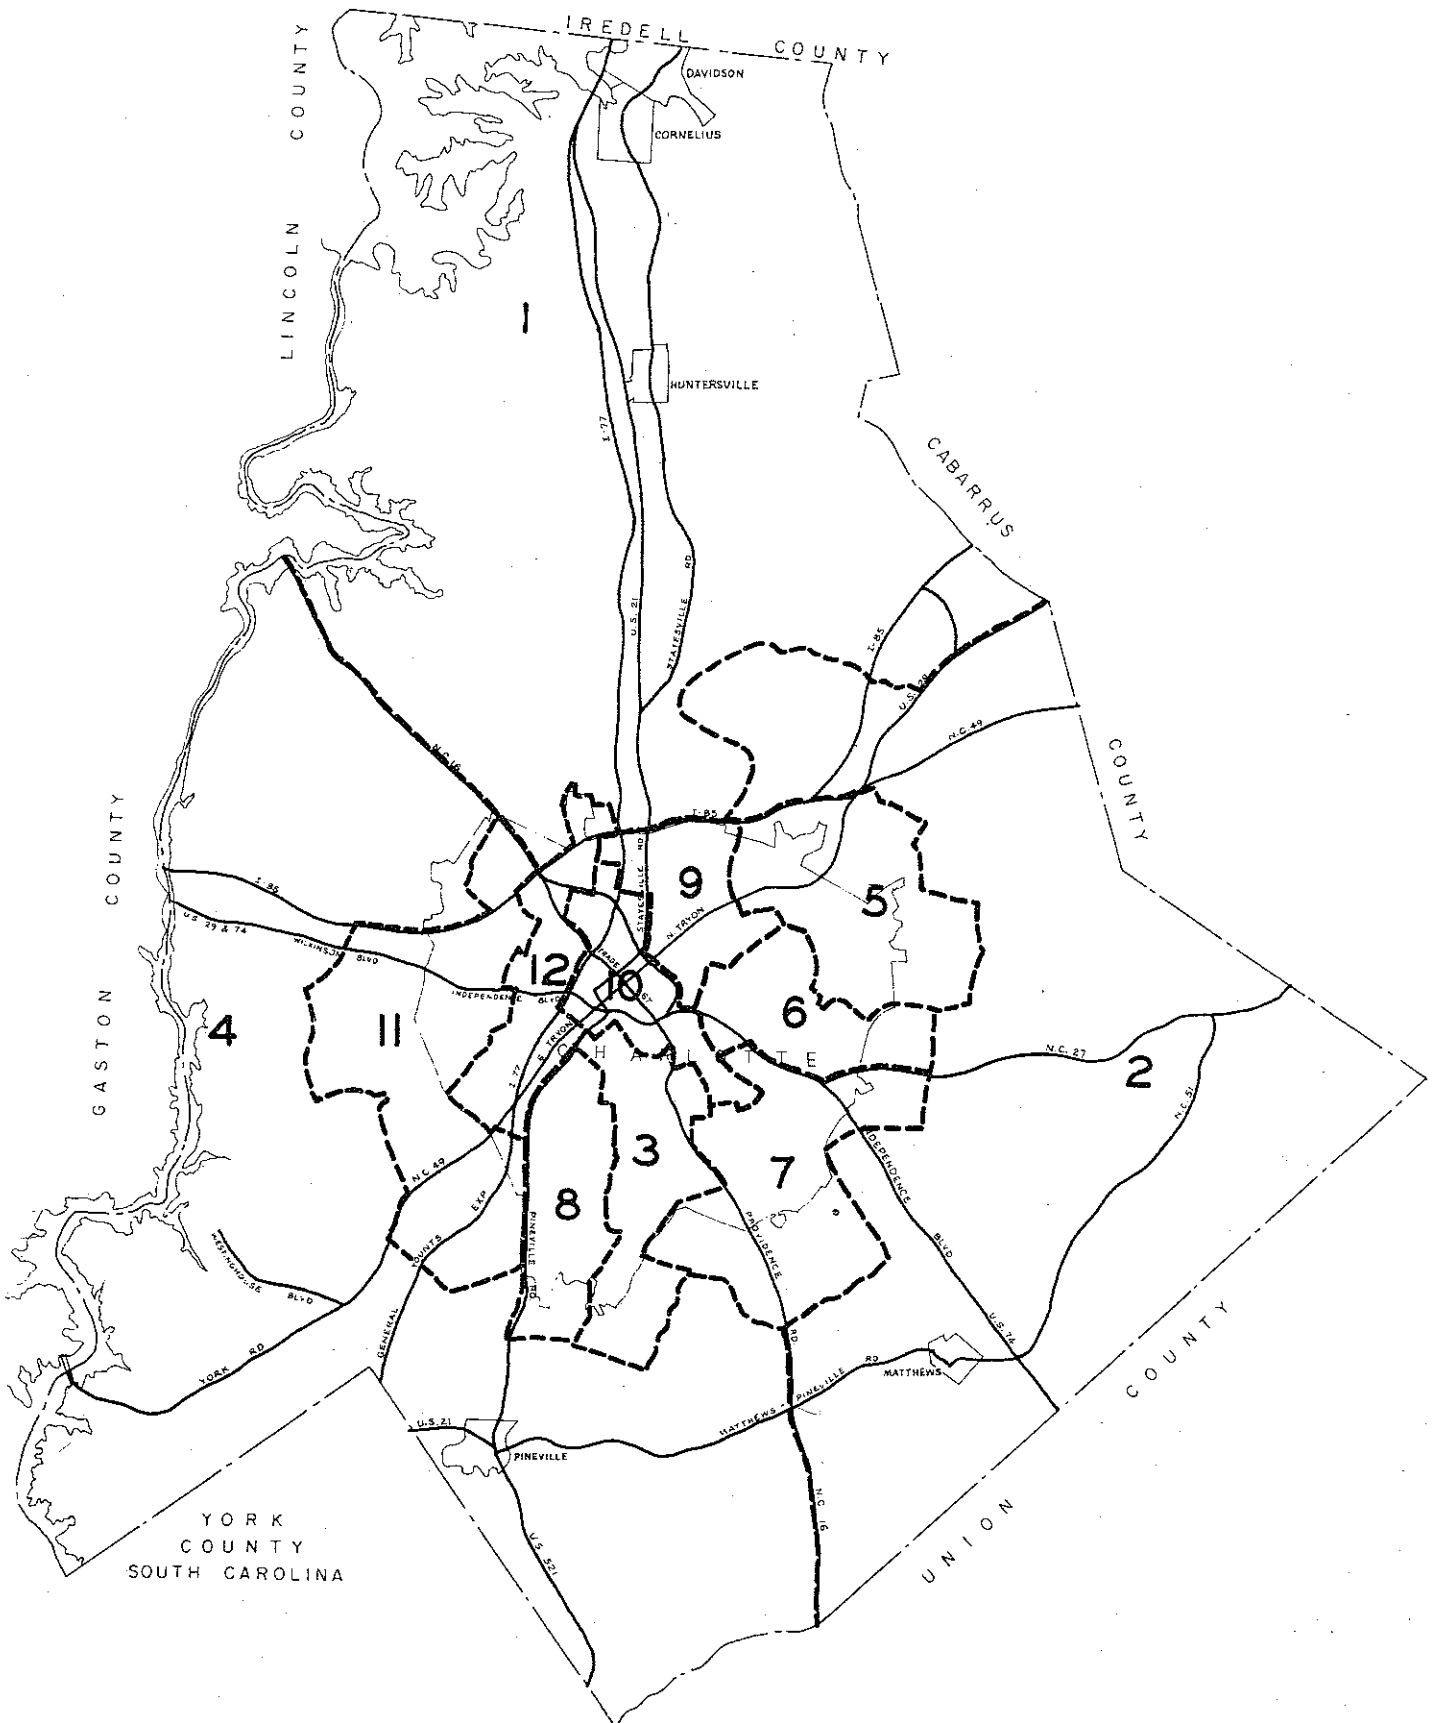 IREDELL COUNTY
LINCOLN COUNTY
DAVIDSON
CORNELIUS
1
HUNTERSVILLE
I-77
CABARRUS
COUNTY
U.S. 21
STATESVILLE RD
I-85
U.S. 29
N.C. 49
N.C. 16
I-85
GASTON COUNTY
I-85
U.S. 29 & 74
WILKINSON BLVD
STATESVILLE RD
9
N. TRYON
5
12
TRADE ST
10
INDEPENDENCE BLVD
S. TRYON
6
4
11
I-77
CHARLOTTE
N.C. 27
2
N.C. 51
3
7
8
N.C. 49
YOUNTS EXP
GENERAL
PINEVILLE RD
PROVIDENCE
RD
INDEPENDENCE
BLVD
U.S. 74
WESTINGHOUSE BLVD
YORK RD
MATTHEWS
MATTHEWS - PINEVILLE RD
U.S. 21
PINEVILLE
N.C. 16
U.S. 521
UNION COUNTY
YORK
COUNTY
SOUTH CAROLINA